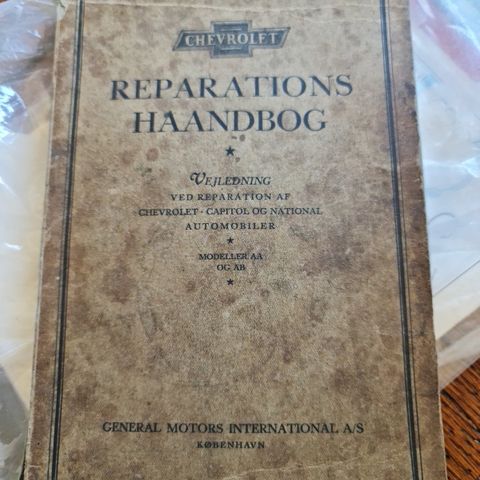 CHEVROLET
REPARATIONS
HAANDBOG
VEJLEDNING
VED REPARATION AF
CHEVROLET · CAPITOL OG NATIONAL
AUTOMOBILER
MODELLER AA
OG AB
GENERAL MOTORS INTERNATIONAL A/S
KØBENHAVN